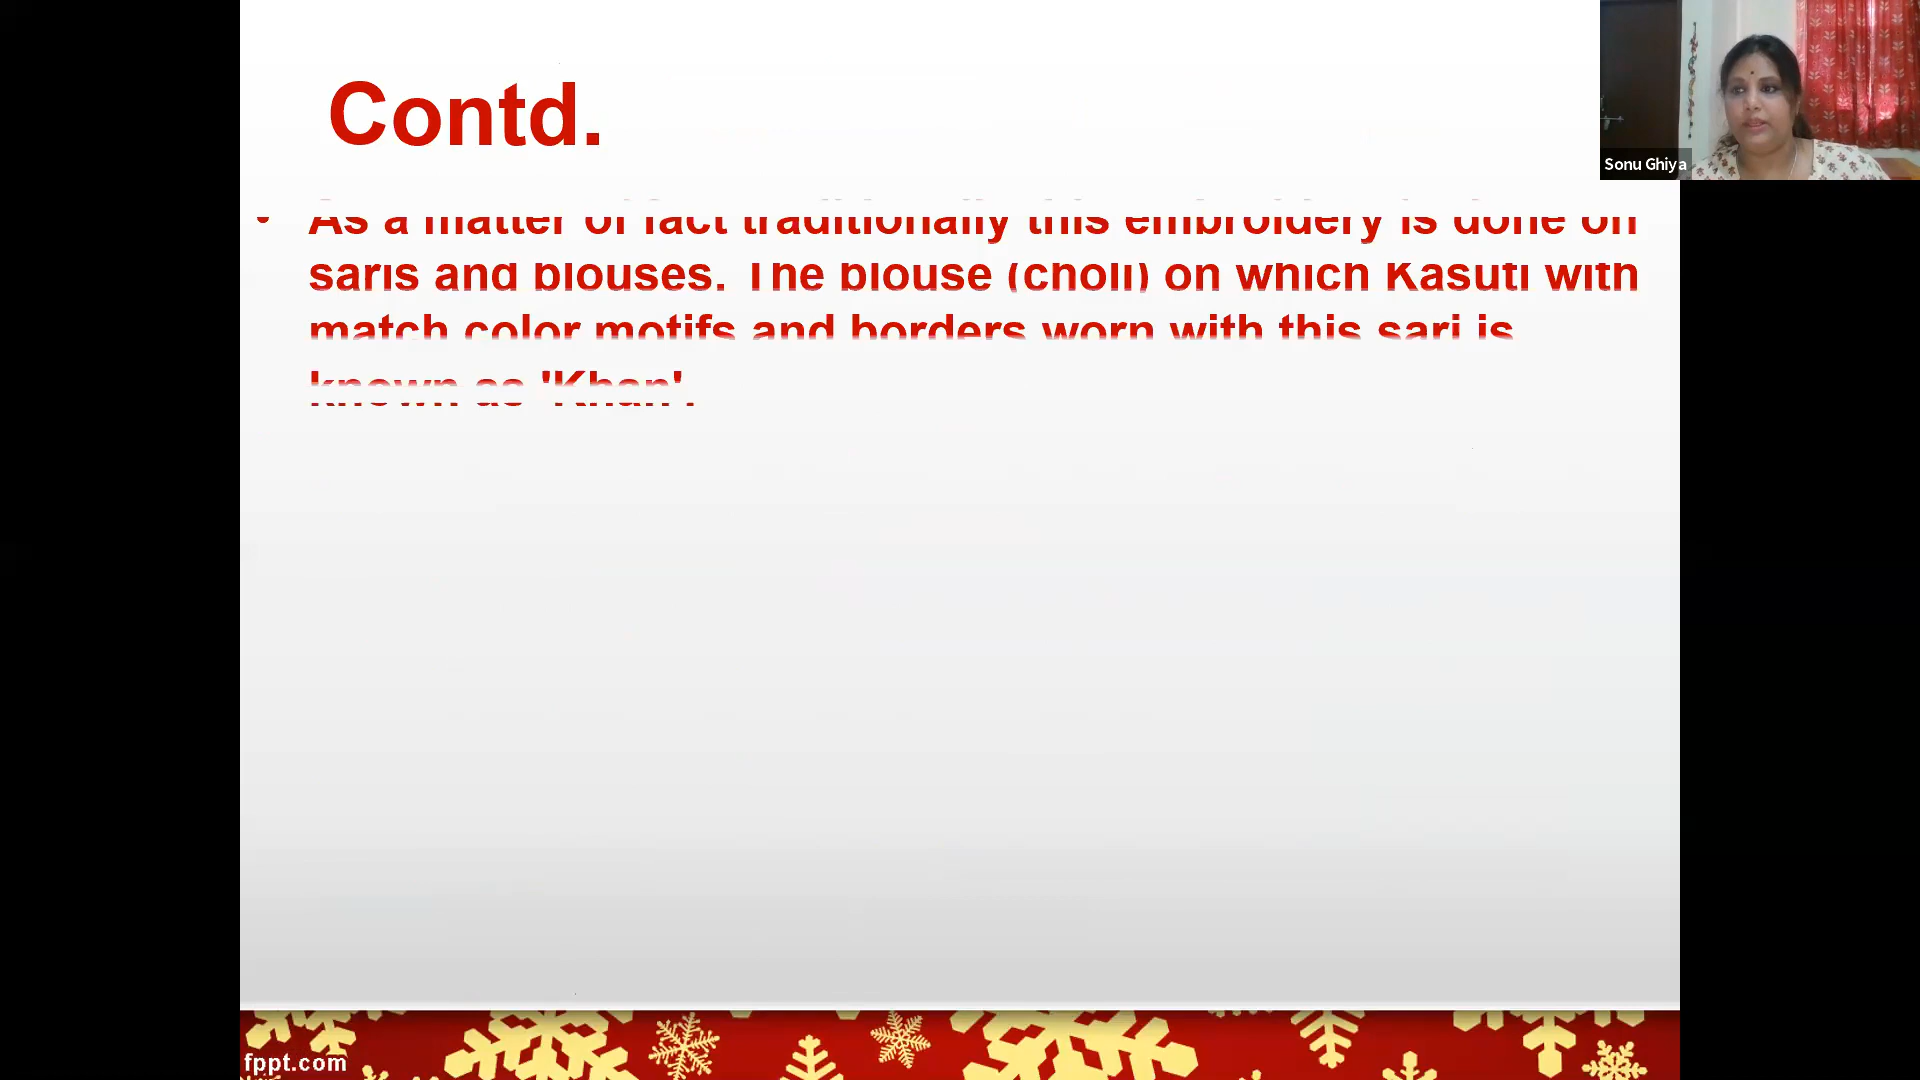 Contd.
Sonu Ghiya
• As a matter of fact traditionally this embroidery is done on
saris and blouses. The blouse (choli) on which Kasuti with
match color motifs and borders worn with this sari is
known as 'Khan'.
fppt.com